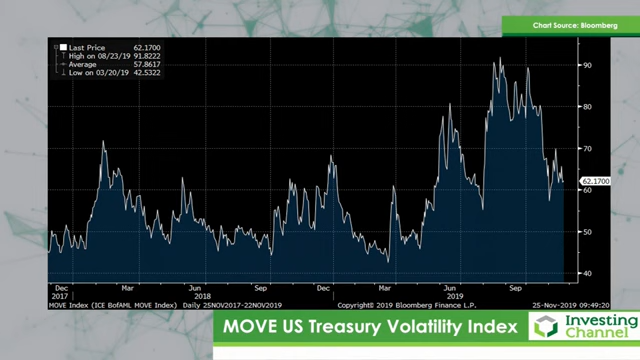 Chart Source: Bloomberg
Last Price 62.1700
High on 08/23/19 91.8222
Average 57.8617
Low on 03/20/19 42.5322
90
80
70
62.1700
60
50
40
Dec Mar Jun Sep Dec Mar Jun Sep
2017 2018 2019
MOVE Index (ICE BofAML MOVE Index) Daily 25NOV2017-22NOV2019 Copyright© 2019 Bloomberg Finance L.P. 25-Nov-2019 09:49:20
MOVE US Treasury Volatility Index
Investing
Channel